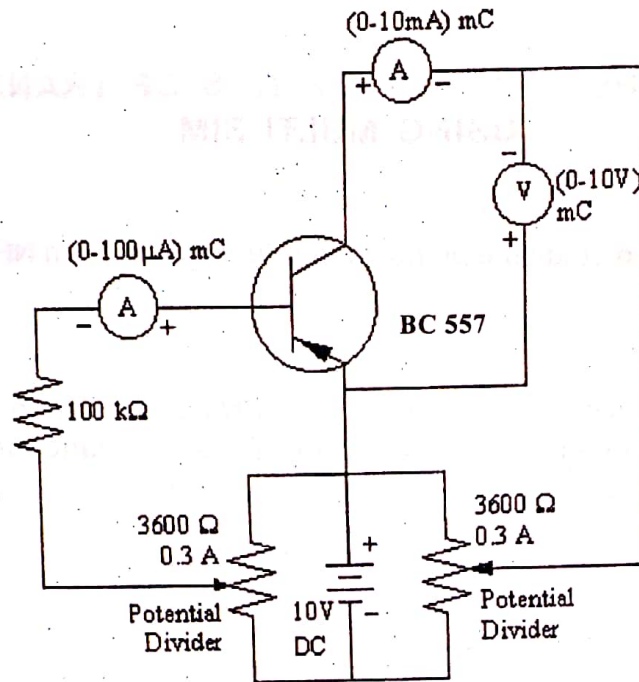 (0-10mA) mC
+ A −
−
V (0-10V)
mC
+
(0-100µA) mC
− A +
BC 557
100 kΩ
3600 Ω
0.3 A
Potential
Divider
+
10V −
DC
3600 Ω
0.3 A
Potential
Divider